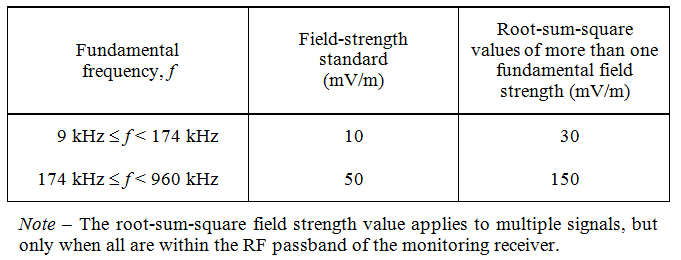 Fundamental
frequency, f
Field-strength
standard
(mV/m)
Root-sum-square
values of more than one
fundamental field
strength (mV/m)
9 kHz ≤ f < 174 kHz
10
30
174 kHz ≤ f < 960 kHz
50
150
Note – The root-sum-square field strength value applies to multiple signals, but
only when all are within the RF passband of the monitoring receiver.